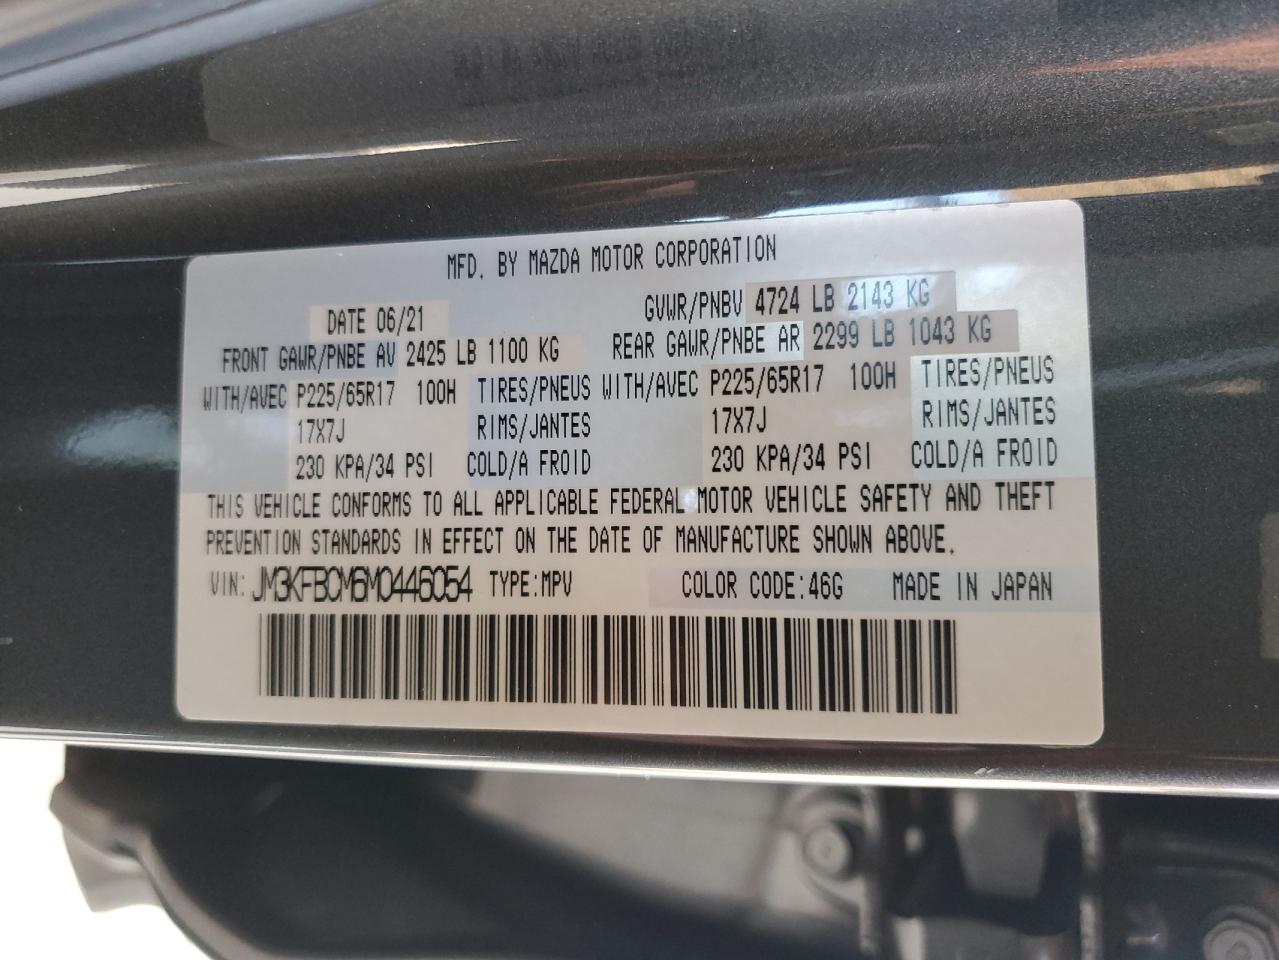 MFD. BY MAZDA MOTOR CORPORATION
DATE 06/21 GVWR/PNBV 4724 LB 2143 KG
FRONT GAWR/PNBE AV 2425 LB 1100 KG REAR GAWR/PNBE AR 2299 LB 1043 KG
WITH/AVEC P225/65R17 100H TIRES/PNEUS WITH/AVEC P225/65R17 100H TIRES/PNEUS
17X7J RIMS/JANTES 17X7J RIMS/JANTES
230 KPA/34 PSI COLD/A FROID 230 KPA/34 PSI COLD/A FROID
THIS VEHICLE CONFORMS TO ALL APPLICABLE FEDERAL MOTOR VEHICLE SAFETY AND THEFT
PREVENTION STANDARDS IN EFFECT ON THE DATE OF MANUFACTURE SHOWN ABOVE.
VIN: JM3KFBCM6M0446054 TYPE:MPV COLOR CODE:46G MADE IN JAPAN